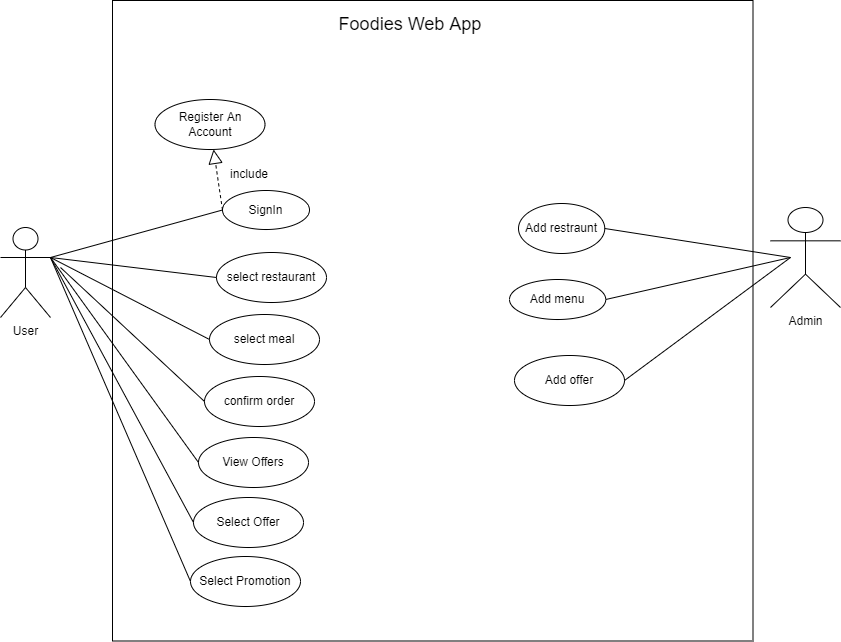 Foodies Web App
Register An
Account
include
SignIn
select restaurant
select meal
confirm order
View Offers
Select Offer
Select Promotion
User
Add restraunt
Add menu
Add offer
Admin